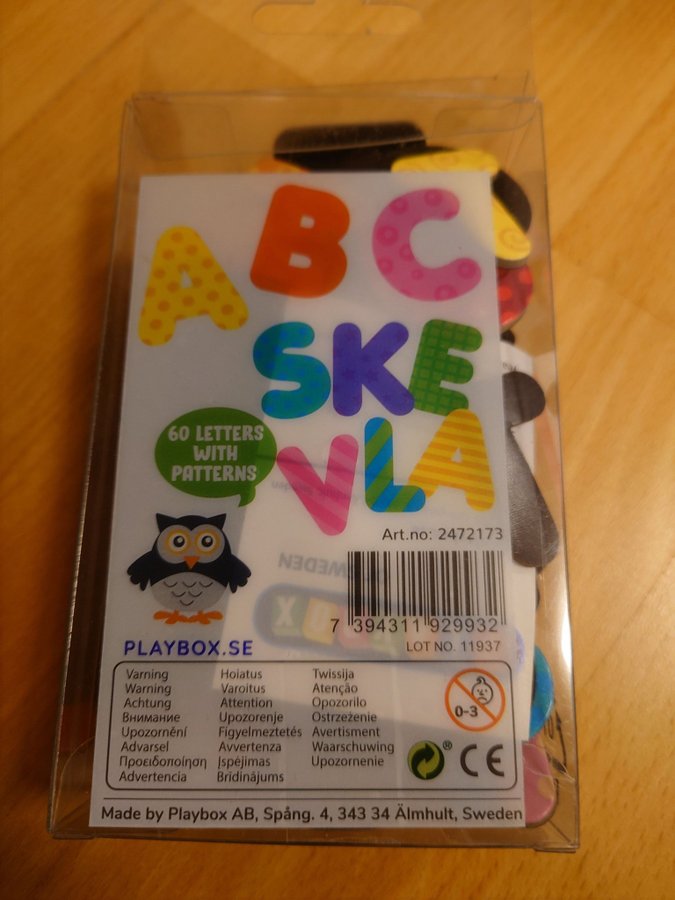 ABC
SKE
VLA
60 LETTERS
WITH
PATTERNS
Art.no: 2472173
7 394311 929932
LOT NO. 11937
PLAYBOX.SE
Varning Hoiatus Twissija
Warning Varoitus Atenção
Achtung Attention Opozorilo
Внимание Upozorenje Ostrzeżenie
Upozornění Figyelmeztetés Avertisment
Advarsel Avvertenza Waarschuwing
Προειδοποίηση Įspėjimas Upozornenie
Advertencia Brīdinājums
0-3
CE
Made by Playbox AB, Spång. 4, 343 34 Älmhult, Sweden